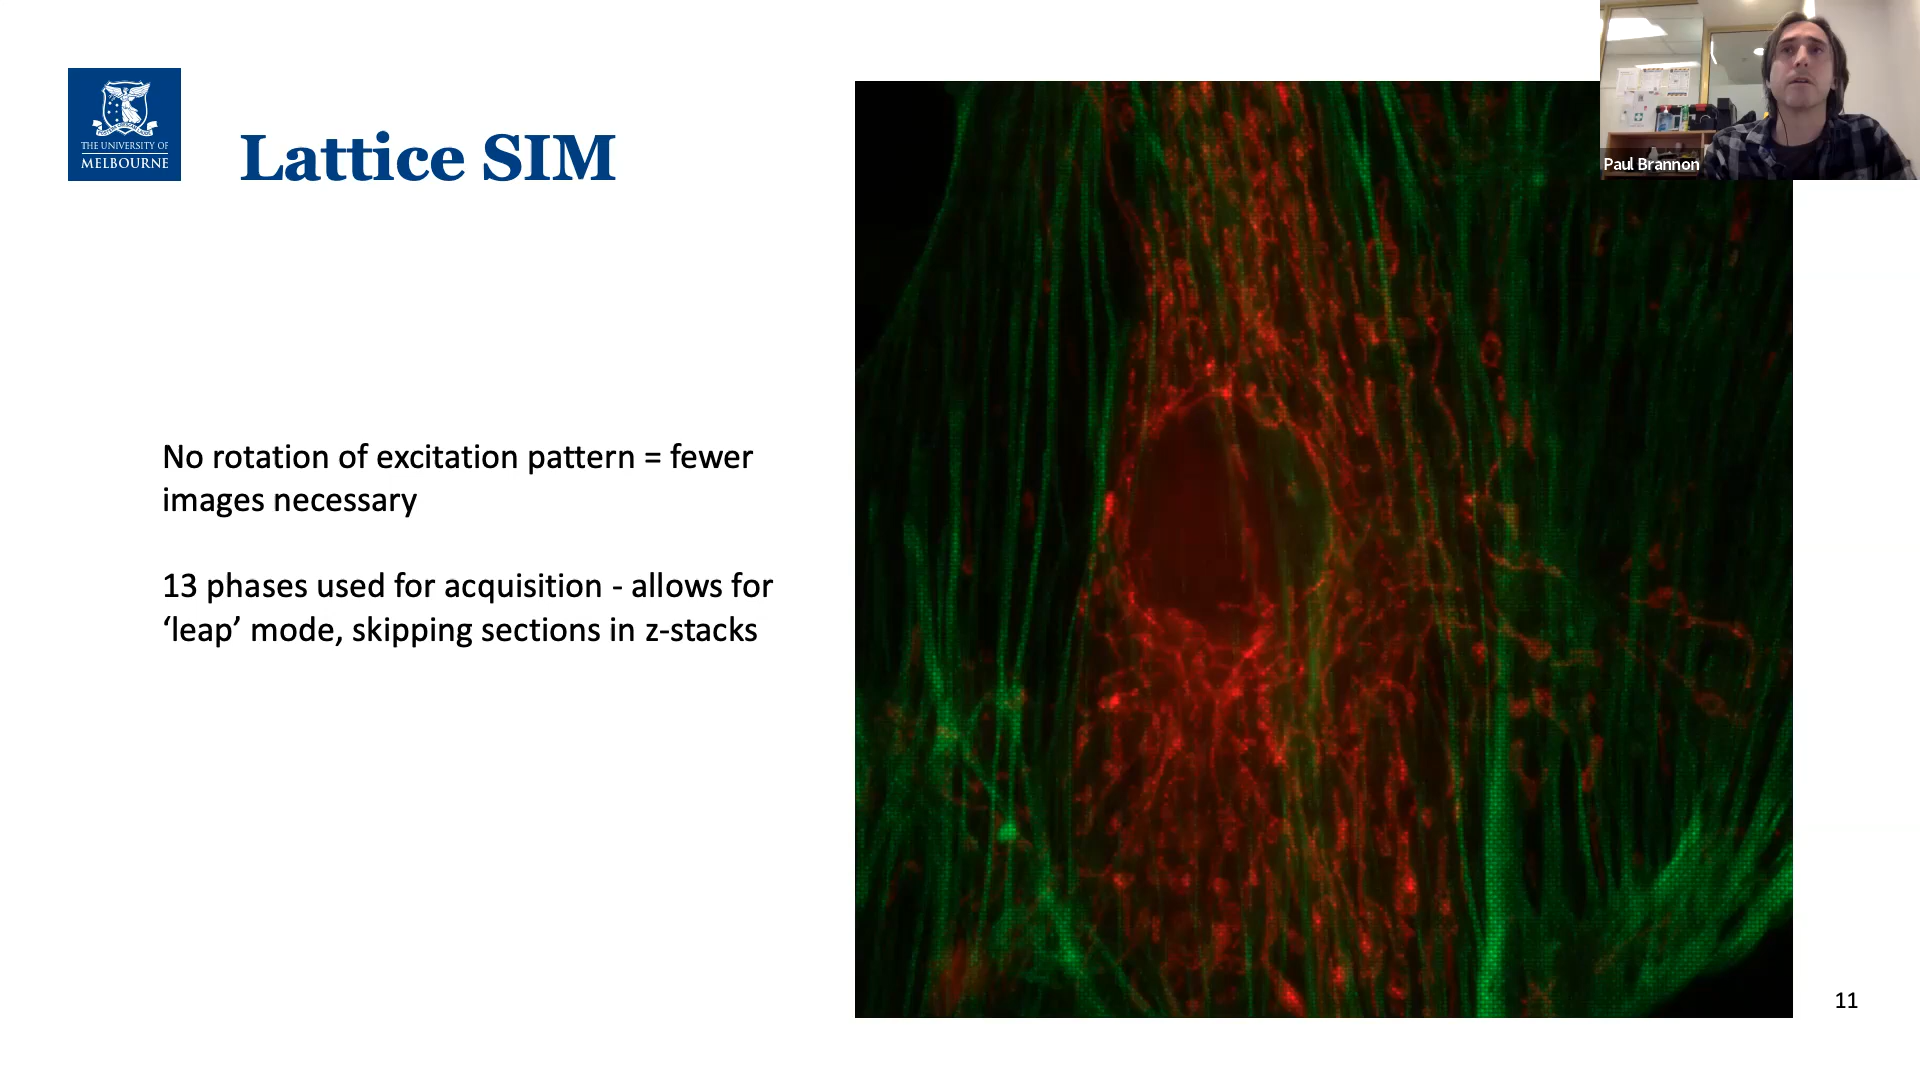 THE UNIVERSITY OF
MELBOURNE
Lattice SIM
No rotation of excitation pattern = fewer
images necessary
13 phases used for acquisition - allows for
‘leap’ mode, skipping sections in z-stacks
Paul Brannon
11